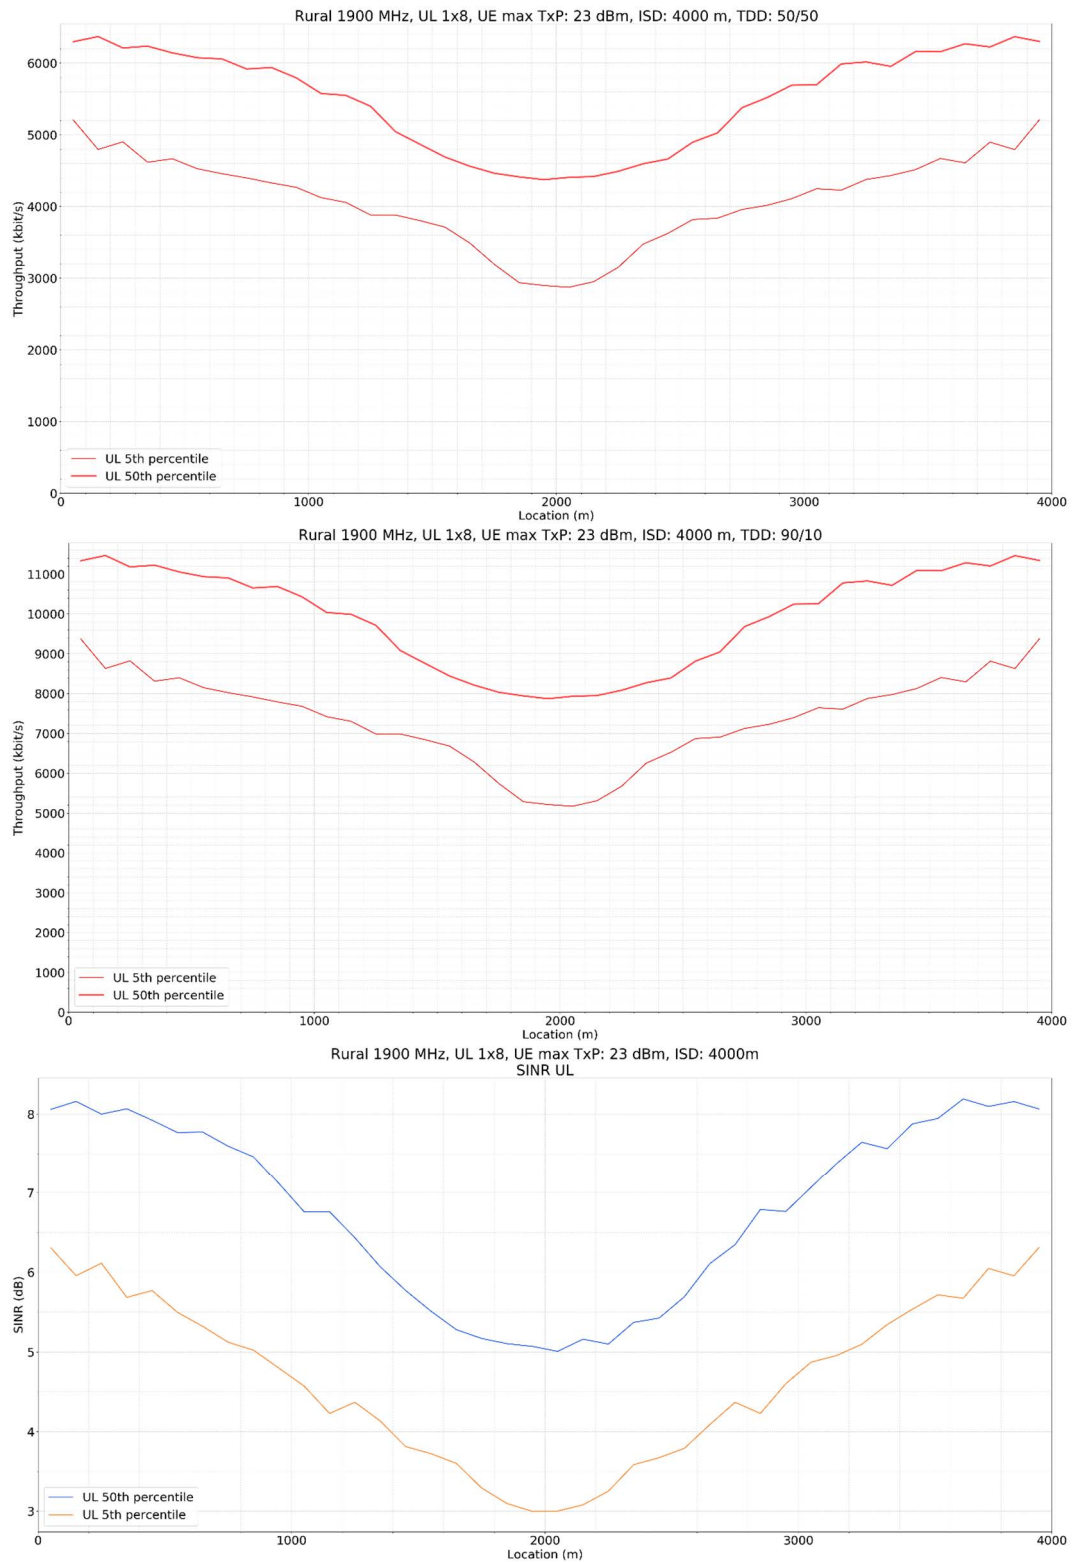 Rural 1900 MHz, UL 1x8, UE max TxP: 23 dBm, ISD: 4000 m, TDD: 50/50
6000
5000
4000
3000
2000
1000
0
Throughput (kbit/s)
UL 5th percentile
UL 50th percentile
0 1000 2000 3000 4000
Location (m)
Rural 1900 MHz, UL 1x8, UE max TxP: 23 dBm, ISD: 4000 m, TDD: 90/10
11000
10000
9000
8000
7000
6000
5000
4000
3000
2000
1000
0
Throughput (kbit/s)
UL 5th percentile
UL 50th percentile
0 1000 2000 3000 4000
Location (m)
Rural 1900 MHz, UL 1x8, UE max TxP: 23 dBm, ISD: 4000m
SINR UL
8
7
6
5
4
3
SINR (dB)
UL 50th percentile
UL 5th percentile
0 1000 2000 3000 4000
Location (m)